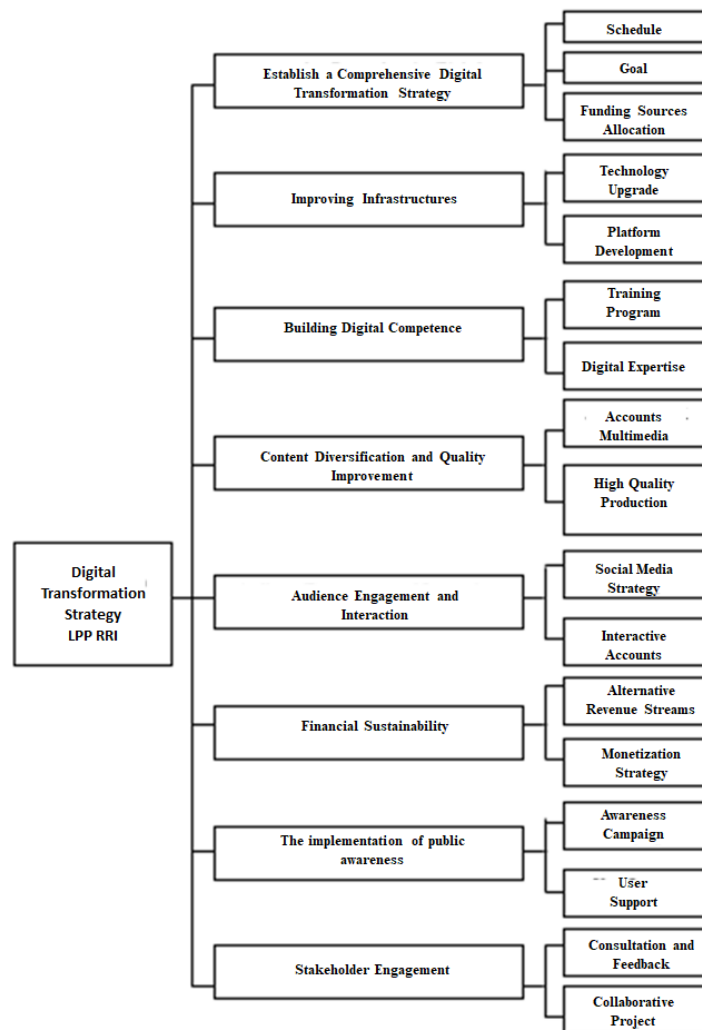 Digital
Transformation
Strategy
LPP RRI
Establish a Comprehensive Digital
Transformation Strategy
Schedule
Goal
Funding Sources
Allocation
Improving Infrastructures
Technology
Upgrade
Platform
Development
Building Digital Competence
Training
Program
Digital Expertise
Content Diversification and Quality
Improvement
Accounts
Multimedia
High Quality
Production
Audience Engagement and
Interaction
Social Media
Strategy
Interactive
Accounts
Financial Sustainability
Alternative
Revenue Streams
Monetization
Strategy
The implementation of public
awareness
Awareness
Campaign
User
Support
Stakeholder Engagement
Consultation and
Feedback
Collaborative
Project